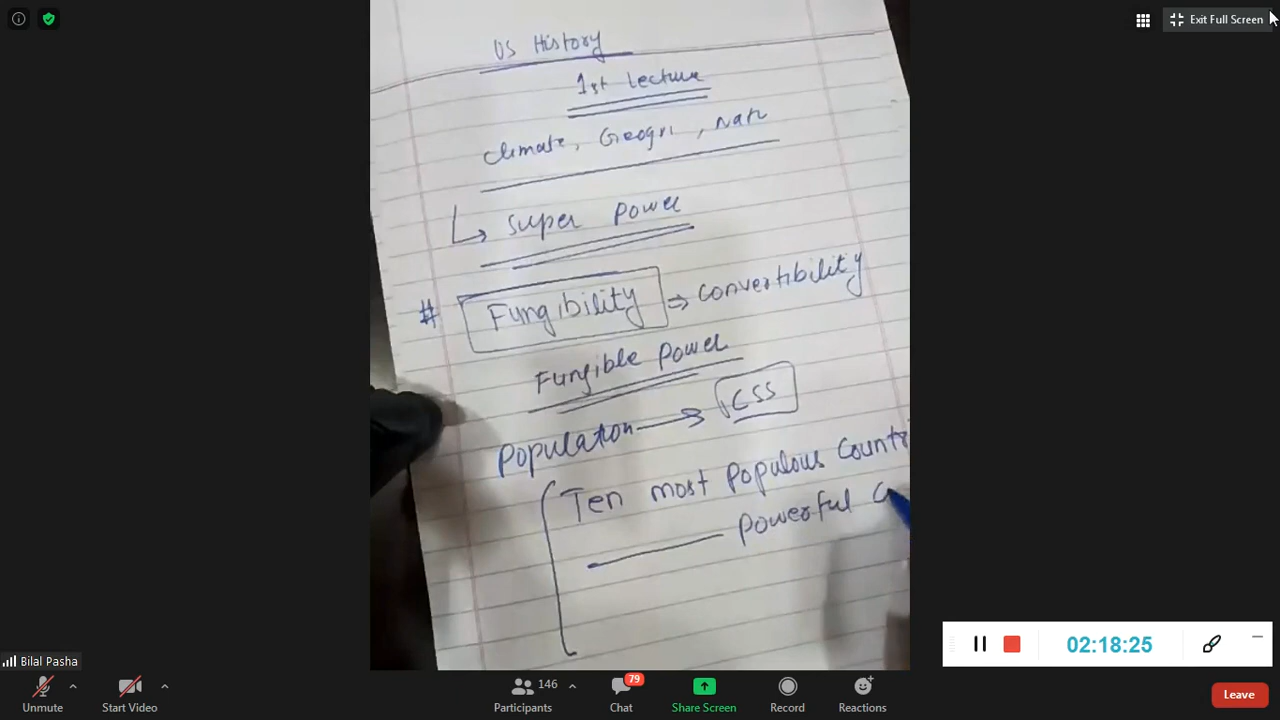 Exit Full Screen
US History
1st Lecture
climate, Geogri, Natu
super power
# Fungibility ⇒ convertibility
Fungible Power
Population → CSS
Ten most Populous Countr
powerful C
Bilal Pasha
02:18:25
Unmute
Start Video
146
Participants
79
Chat
Share Screen
Record
Reactions
Leave